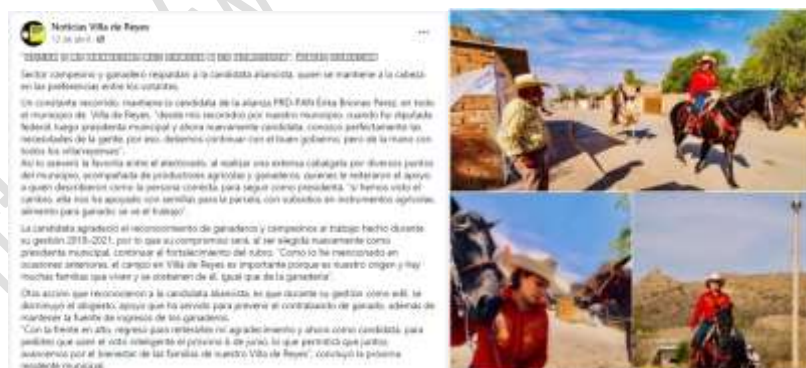 Noticias Villa de Reyes
12 de abril
Sector campesino y ganadero respaldan a la candidata aliancista, quien se mantiene a la cabeza
en las preferencias entre los votantes.
Un constante recorrido, mantiene la candidata de la alianza PRD-PAN Erika Briones Perez, en todo
el municipio de Villa de Reyes, "desde mis recorridos por nuestro municipio, cuando fui diputada
federal, luego presidenta municipal y ahora nuevamente candidata, conozco perfectamente las
necesidades de la gente, por eso, debemos continuar con el buen gobierno, pero de la mano con
todos los villarreyenses".
Así lo aseveró la favorita entre el electorado, al realizar una extensa cabalgata por diversos puntos
del municipio, acompañada de productores agrícolas y ganaderos, quienes le reiteraron el apoyo
a quien describieron como la persona correcta, para seguir como presidenta, "si hemos visto el
cambio, ella nos ha apoyado con semillas para la parcela, con subsidios en instrumentos agrícolas,
alimento para ganado, se ve el trabajo".
La candidata agradeció el reconocimiento de ganaderos y campesinos al trabajo hecho durante
su gestión 2018-2021, por lo que su compromiso será, al ser elegida nuevamente como
presidenta municipal, continuar el fortalecimiento del rubro. "Como lo he mencionado en
ocasiones anteriores, el campo en Villa de Reyes es importante porque es nuestro origen y hay
muchas familias que viven y se sostienen de él, igual que de la ganadería".
Otra acción que reconocieron a la candidata aliancista, es que durante su gestión como edil, se
disminuyó el abigeato, apoyo que ha servido para prevenir el contrabando de ganado, además de
mantener la fuente de ingresos de los ganaderos.
"Con la frente en alto, regreso para reiterarles mi agradecimiento y ahora como candidata, para
pedirles que usen el voto inteligente el próximo 6 de junio, lo que permitirá que juntos,
avancemos por el bienestar de las familias de nuestro Villa de Reyes", concluyó la próxima
presidente municipal.